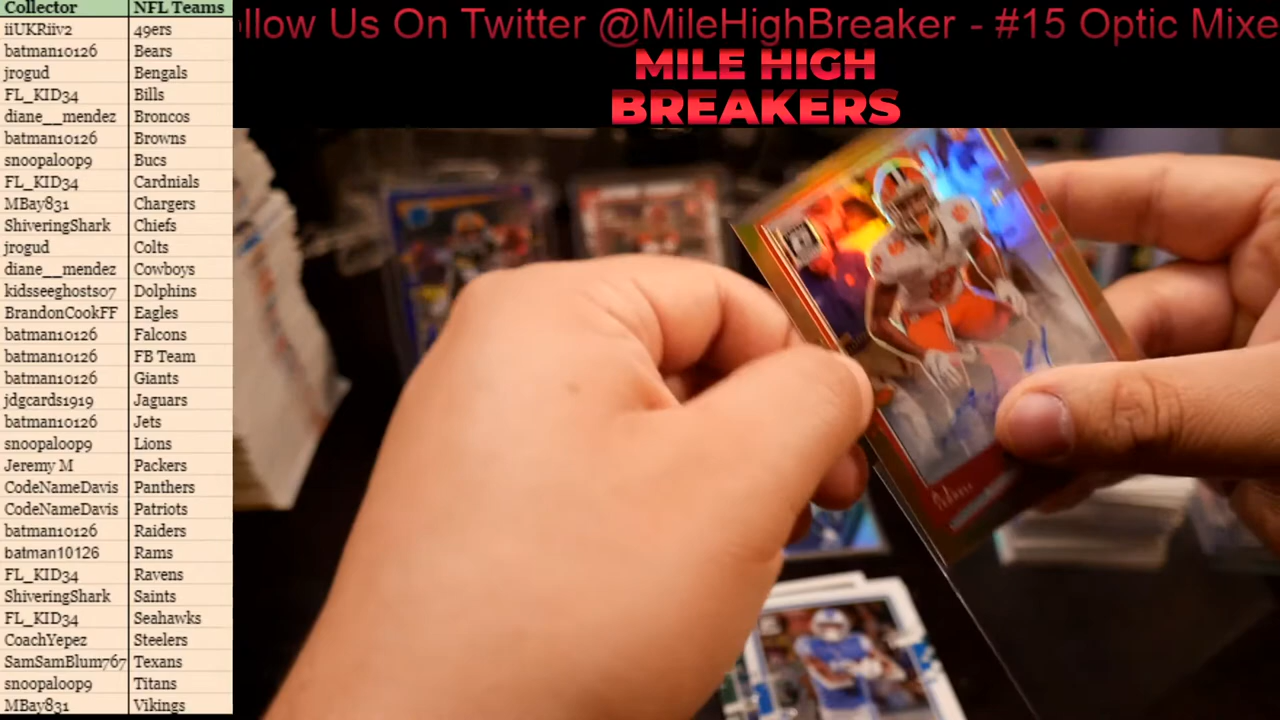 Collector NFL Teams
iiUKRiiv2 49ers
batman10126 Bears
jrogud Bengals
FL_KID34 Bills
diane__mendez Broncos
batman10126 Browns
snoopaloop9 Bucs
FL_KID34 Cardnials
MBay831 Chargers
ShiveringShark Chiefs
jrogud Colts
diane__mendez Cowboys
kidsseeghosts07 Dolphins
BrandonCookFF Eagles
batman10126 Falcons
batman10126 FB Team
batman10126 Giants
jdgcards1919 Jaguars
batman10126 Jets
snoopaloop9 Lions
Jeremy M Packers
CodeNameDavis Panthers
CodeNameDavis Patriots
batman10126 Raiders
batman10126 Rams
FL_KID34 Ravens
ShiveringShark Saints
FL_KID34 Seahawks
CoachYepez Steelers
SamSamBlum767 Texans
snoopaloop9 Titans
MBay831 Vikings
llow Us On Twitter @MileHighBreaker - #15 Optic Mixe
MILE HIGH
BREAKERS